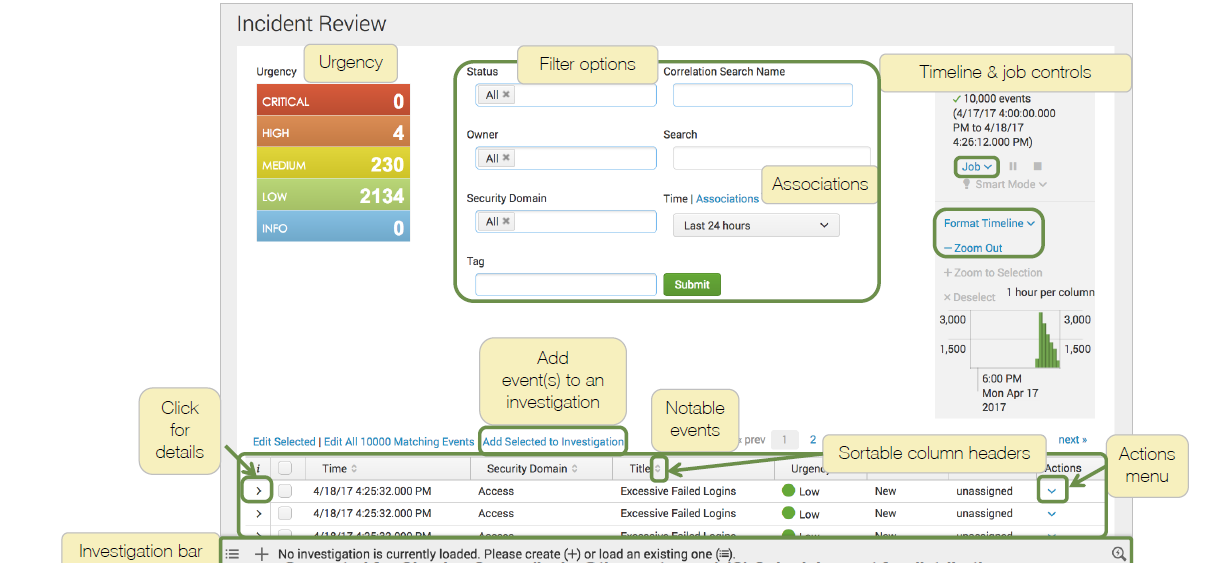 Incident Review
Urgency
Urgency
CRITICAL 0
HIGH 4
MEDIUM 230
LOW 2134
INFO 0
Filter options
Status
All ✖
Correlation Search Name
Owner
All ✖
Search
Associations
Security Domain
All ✖
Time | Associations
Last 24 hours
Tag
Submit
Timeline & job controls
✓ 10,000 events
(4/17/17 4:00:00.000
PM to 4/18/17
4:26:12.000 PM)
Job
Smart Mode
Format Timeline
− Zoom Out
+ Zoom to Selection
× Deselect
1 hour per column
3,000 3,000
1,500 1,500
6:00 PM
Mon Apr 17
2017
Add
event(s) to an
investigation
Click
for
details
Notable
events
Edit Selected | Edit All 10000 Matching Events
Add Selected to Investigation
« prev 1 2
next »
Sortable column headers
Actions
menu
i Time Security Domain Title Urgency Actions
> 4/18/17 4:25:32.000 PM Access Excessive Failed Logins Low New unassigned
> 4/18/17 4:25:32.000 PM Access Excessive Failed Logins Low New unassigned
4/18/17 4:25:32.000 PM Access Excessive Failed Logins Low New unassigned
Investigation bar
+ No investigation is currently loaded. Please create (+) or load an existing one (≔).